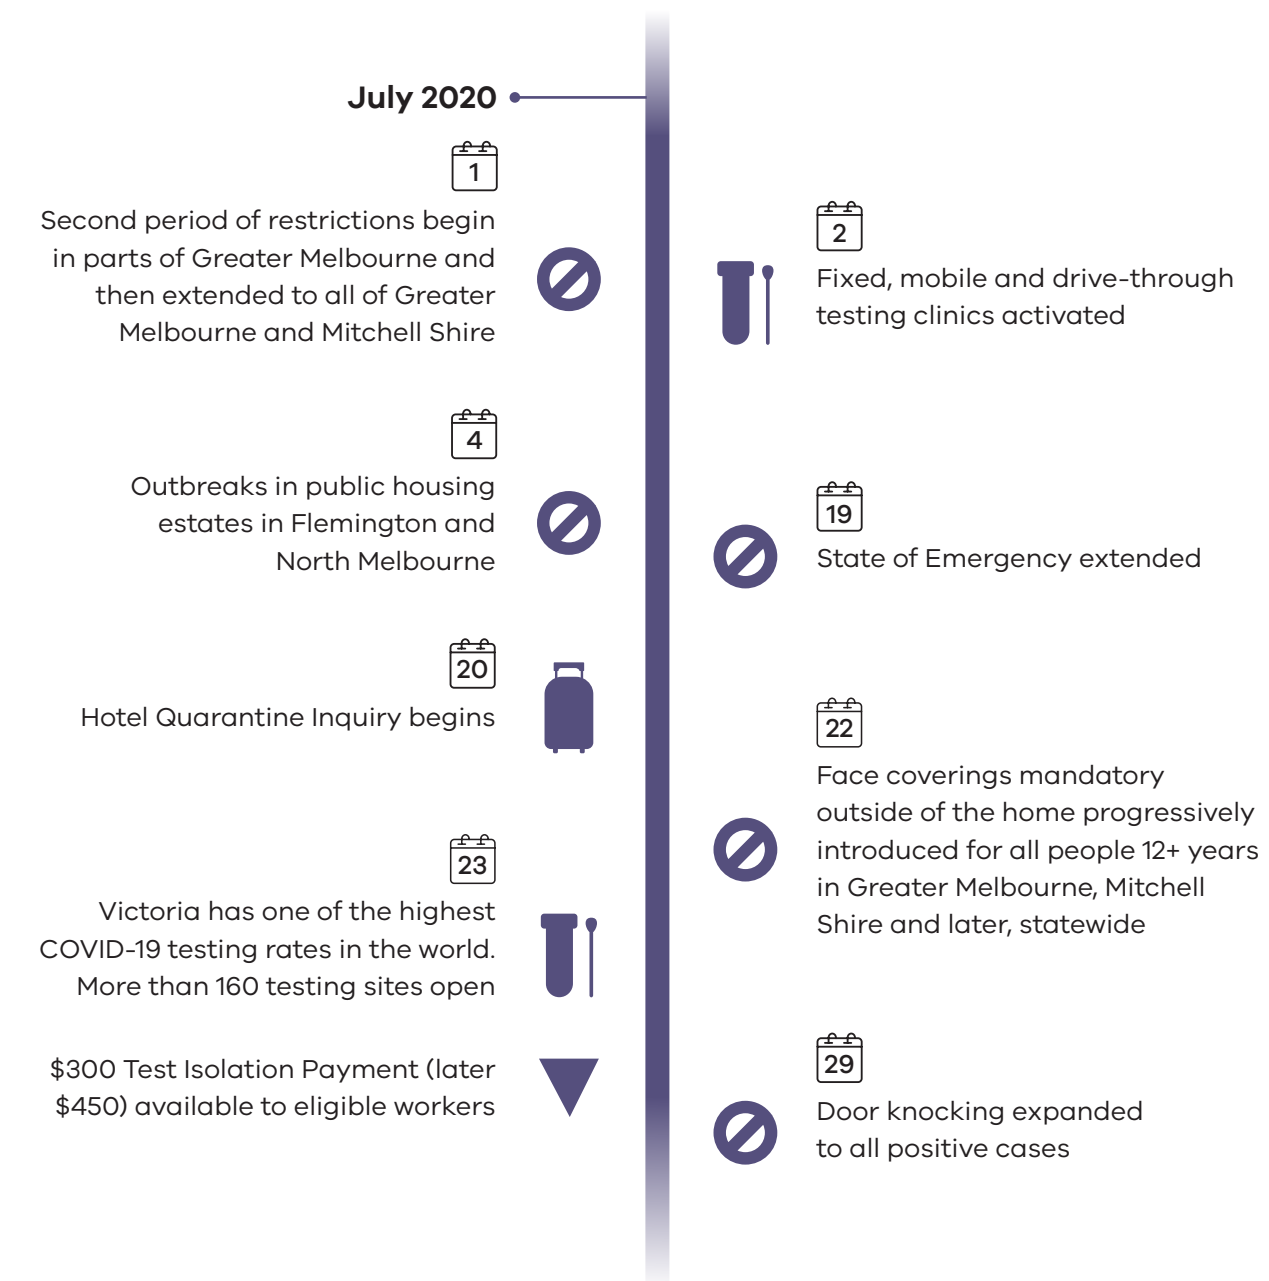 July 2020
1
Second period of restrictions begin
in parts of Greater Melbourne and
then extended to all of Greater
Melbourne and Mitchell Shire
2
Fixed, mobile and drive-through
testing clinics activated
4
Outbreaks in public housing
estates in Flemington and
North Melbourne
19
State of Emergency extended
20
Hotel Quarantine Inquiry begins
22
Face coverings mandatory
outside of the home progressively
introduced for all people 12+ years
in Greater Melbourne, Mitchell
Shire and later, statewide
23
Victoria has one of the highest
COVID-19 testing rates in the world.
More than 160 testing sites open
$300 Test Isolation Payment (later
$450) available to eligible workers
29
Door knocking expanded
to all positive cases